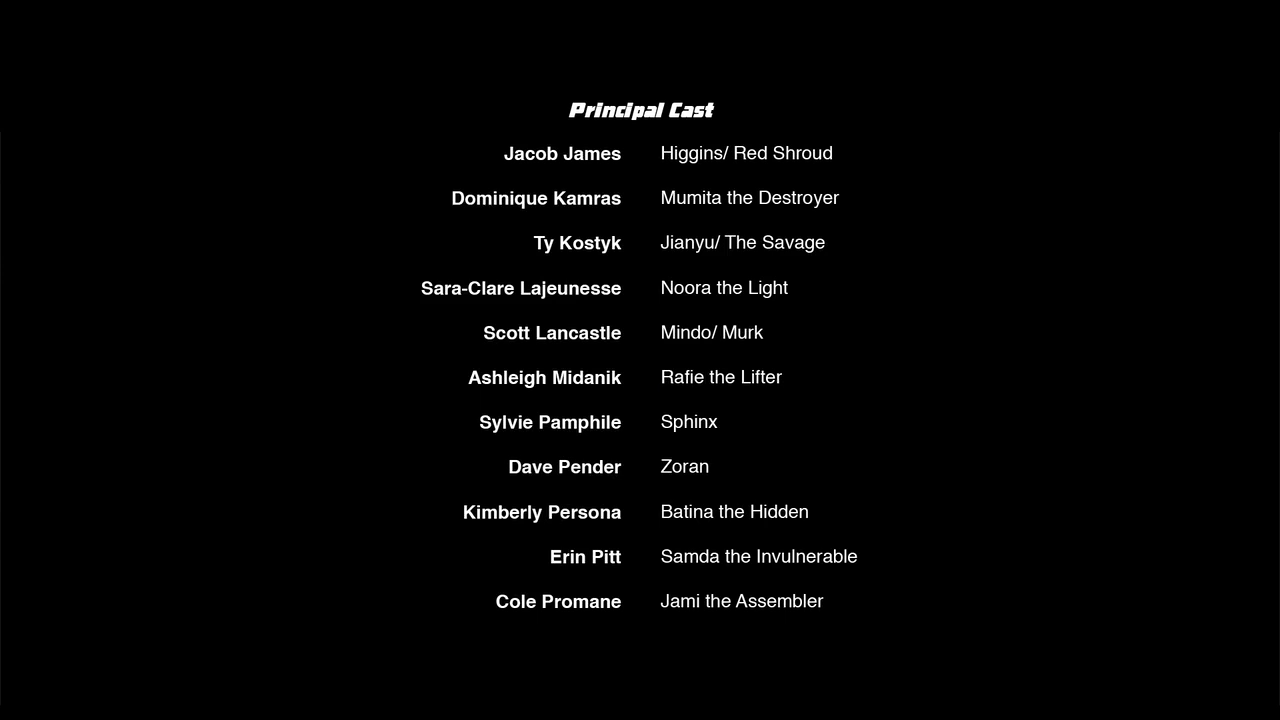 Principal Cast
Jacob James Higgins/ Red Shroud
Dominique Kamras Mumita the Destroyer
Ty Kostyk Jianyu/ The Savage
Sara-Clare Lajeunesse Noora the Light
Scott Lancastle Mindo/ Murk
Ashleigh Midanik Rafie the Lifter
Sylvie Pamphile Sphinx
Dave Pender Zoran
Kimberly Persona Batina the Hidden
Erin Pitt Samda the Invulnerable
Cole Promane Jami the Assembler